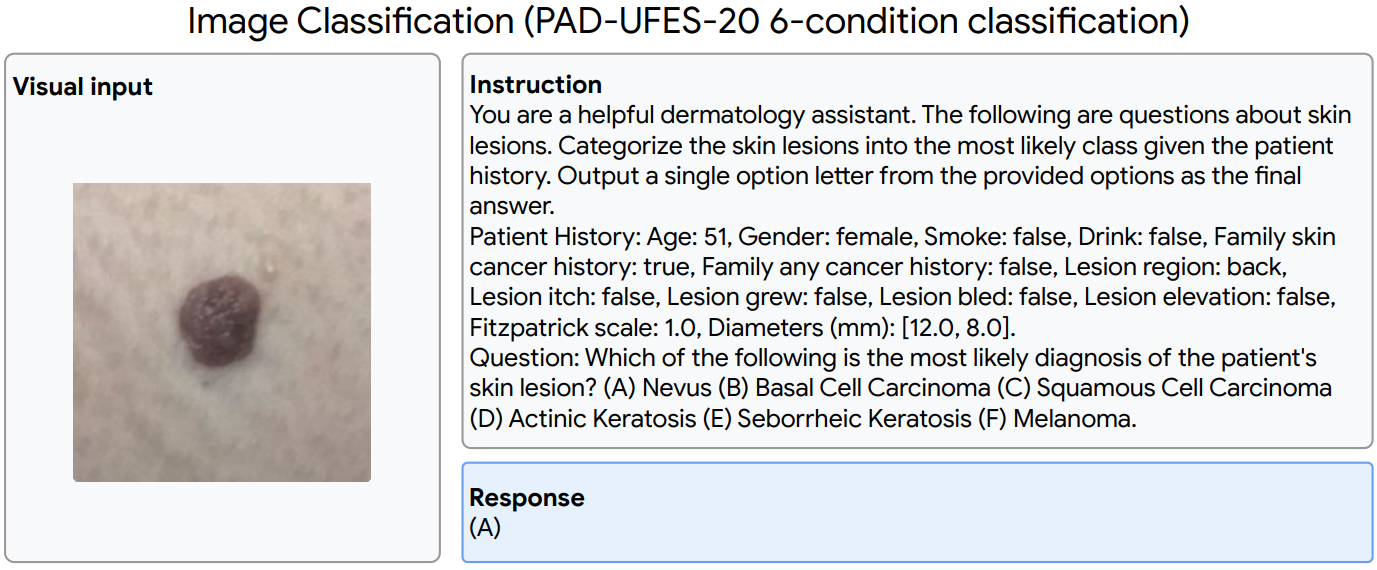 Image Classification (PAD-UFES-20 6-condition classification)
Visual input
Instruction
You are a helpful dermatology assistant. The following are questions about skin
lesions. Categorize the skin lesions into the most likely class given the patient
history. Output a single option letter from the provided options as the final
answer.
Patient History: Age: 51, Gender: female, Smoke: false, Drink: false, Family skin
cancer history: true, Family any cancer history: false, Lesion region: back,
Lesion itch: false, Lesion grew: false, Lesion bled: false, Lesion elevation: false,
Fitzpatrick scale: 1.0, Diameters (mm): [12.0, 8.0].
Question: Which of the following is the most likely diagnosis of the patient's
skin lesion? (A) Nevus (B) Basal Cell Carcinoma (C) Squamous Cell Carcinoma
(D) Actinic Keratosis (E) Seborrheic Keratosis (F) Melanoma.
Response
(A)